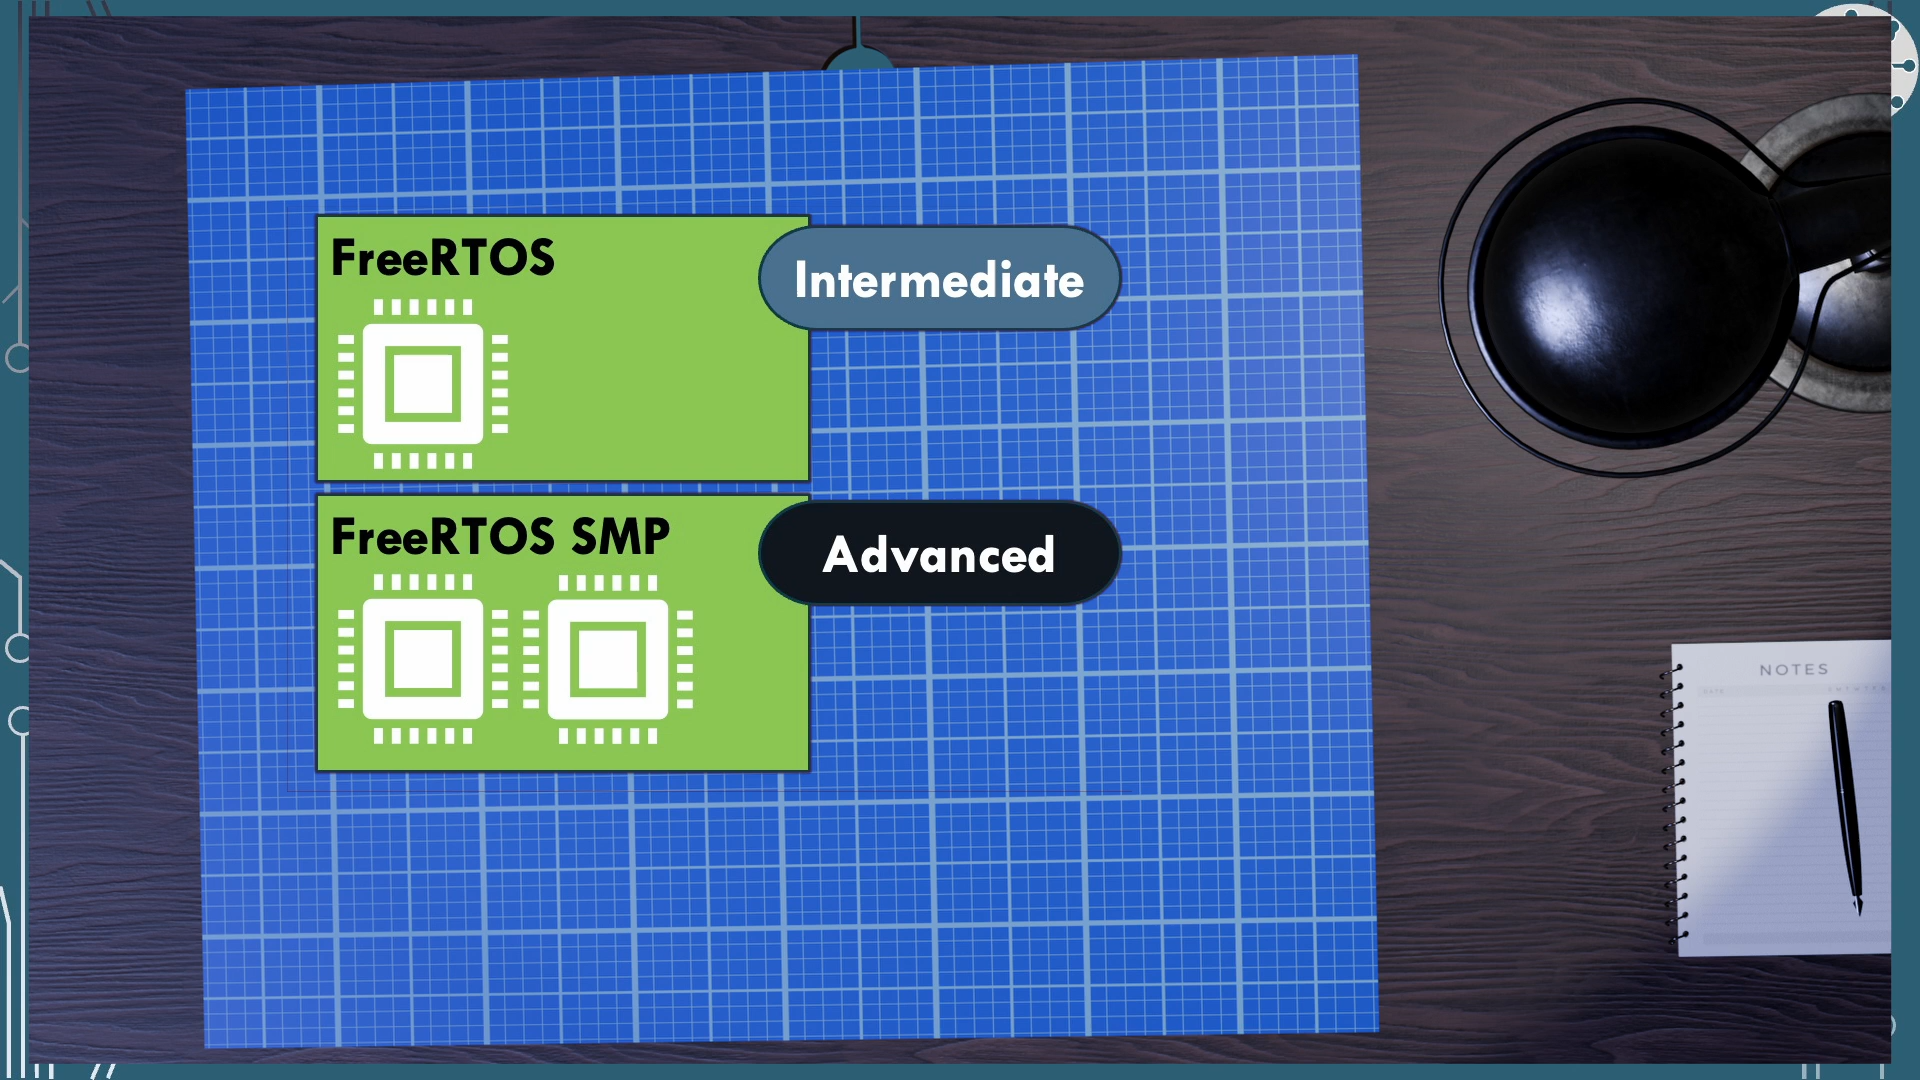 FreeRTOS
Intermediate
FreeRTOS SMP
Advanced
NOTES